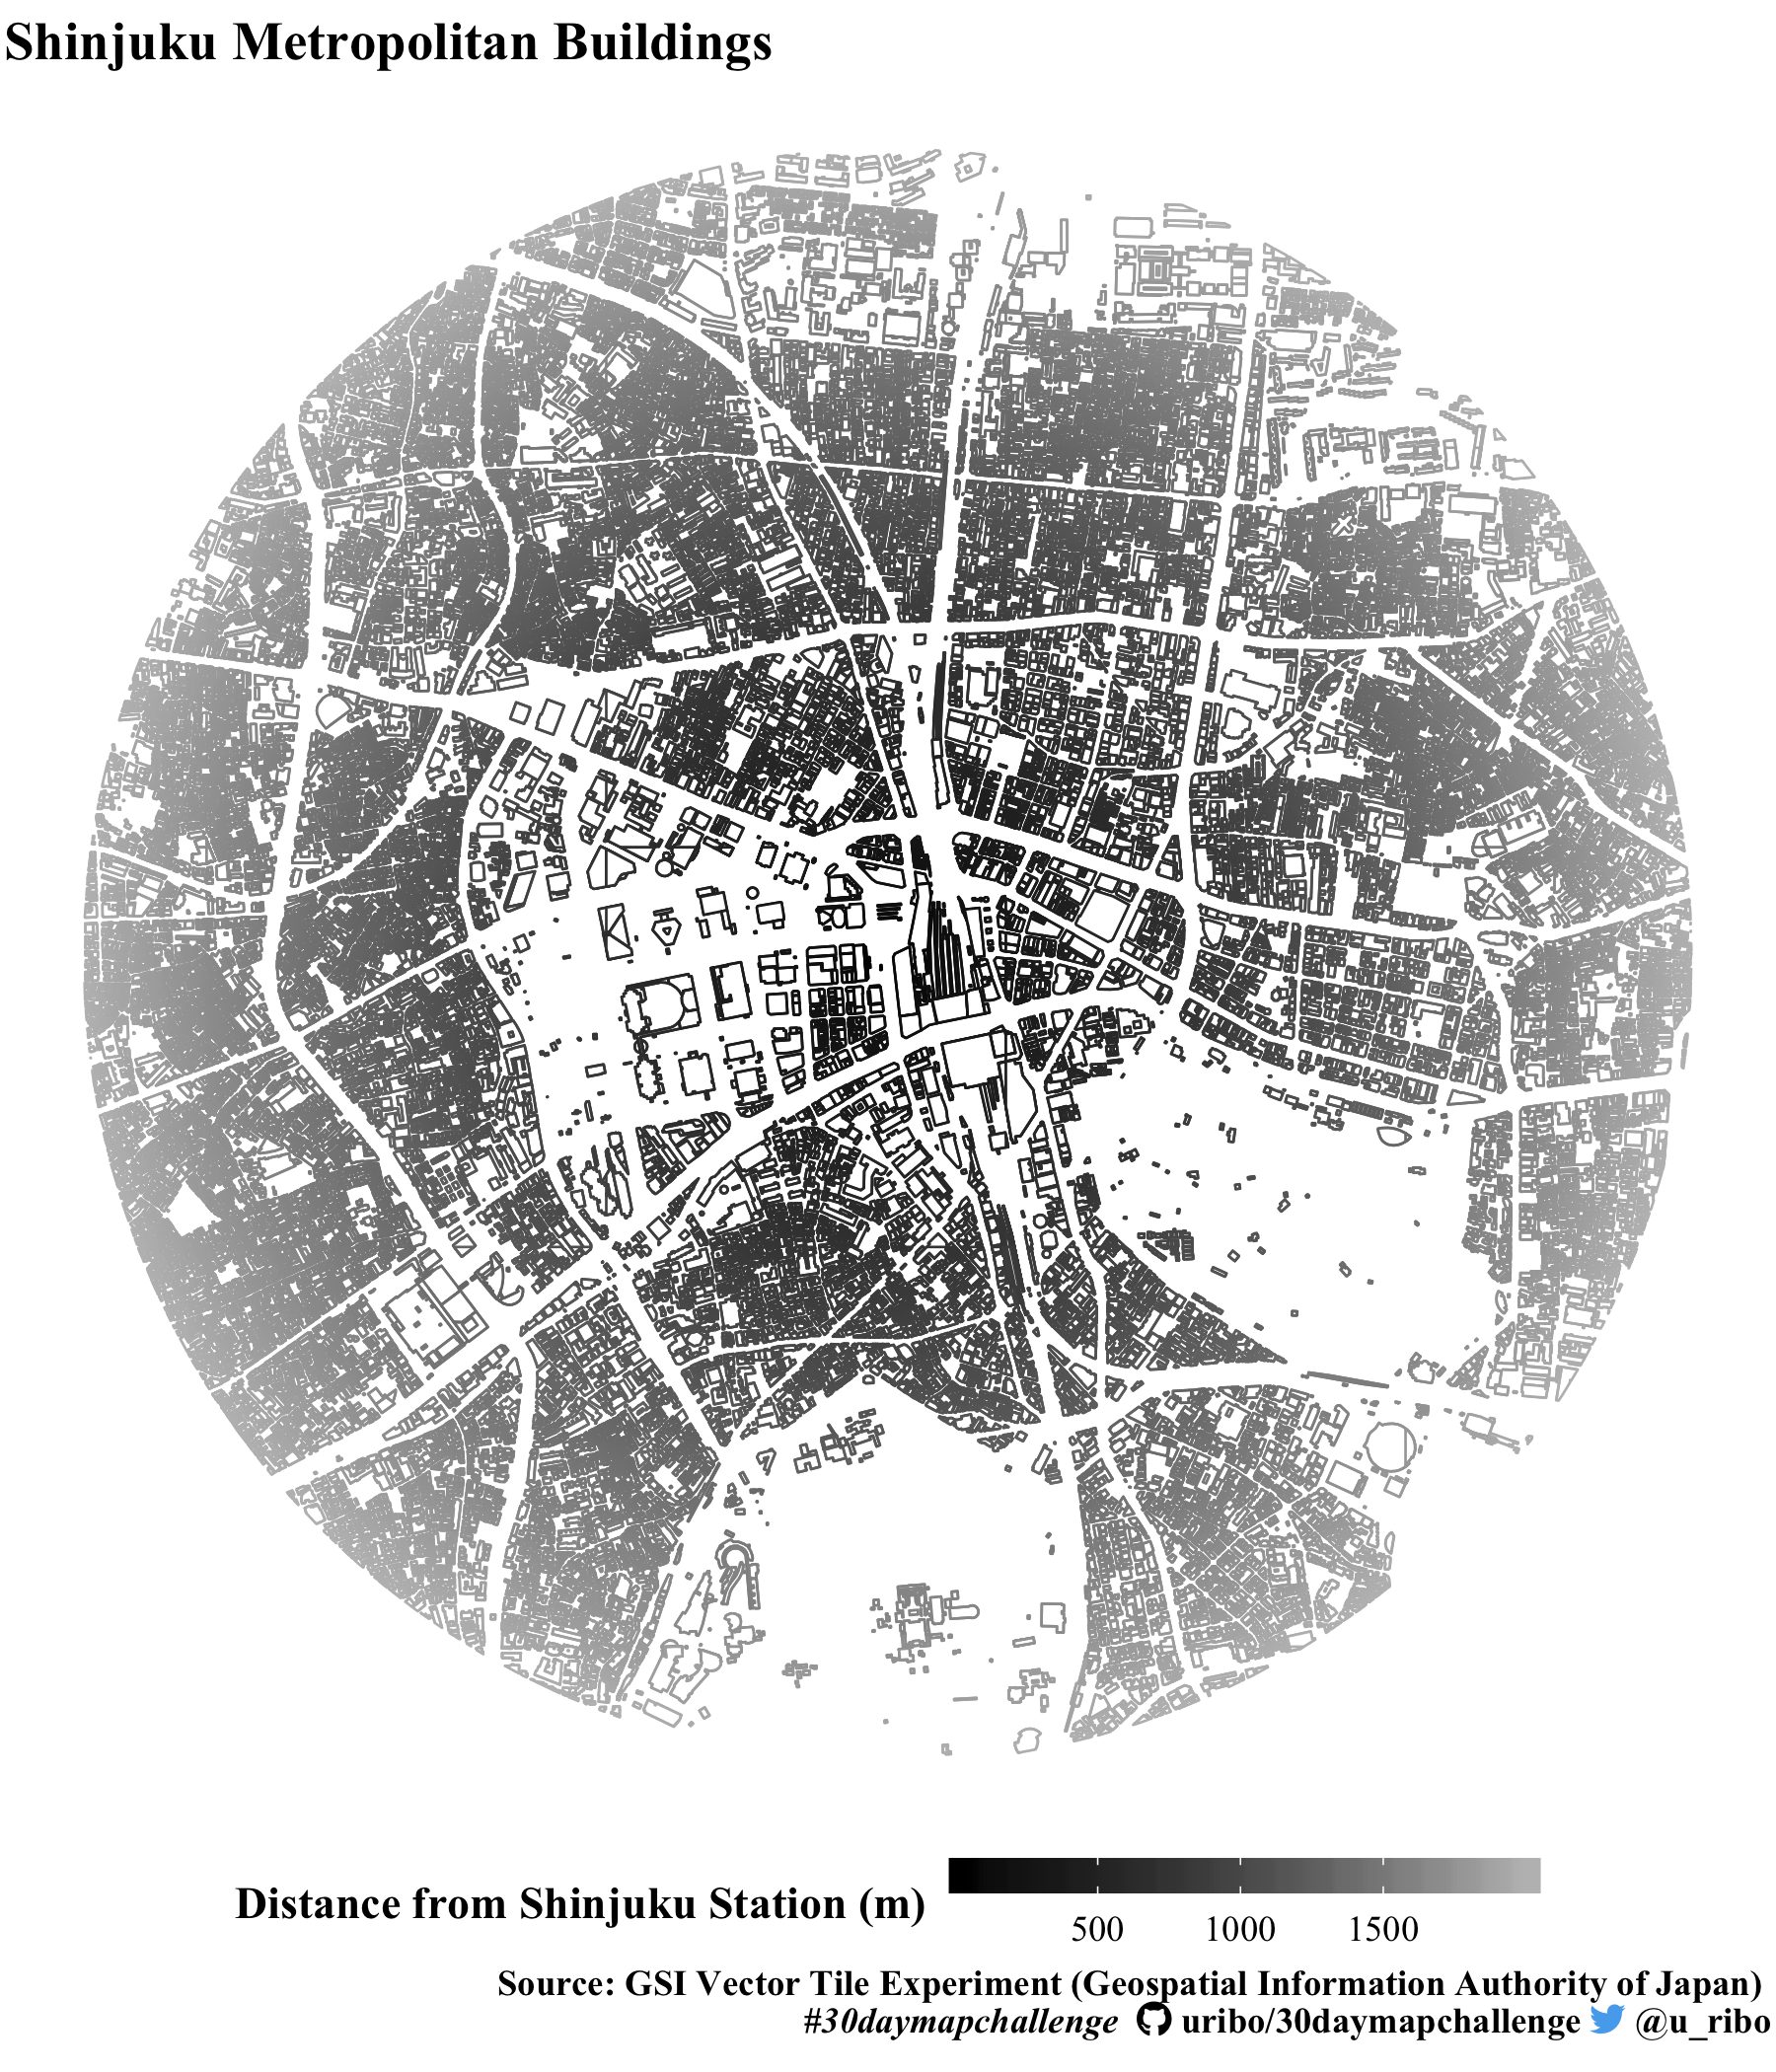 Shinjuku Metropolitan Buildings
Distance from Shinjuku Station (m)
500 1000 1500
Source: GSI Vector Tile Experiment (Geospatial Information Authority of Japan)
#30daymapchallenge uribo/30daymapchallenge @u_ribo